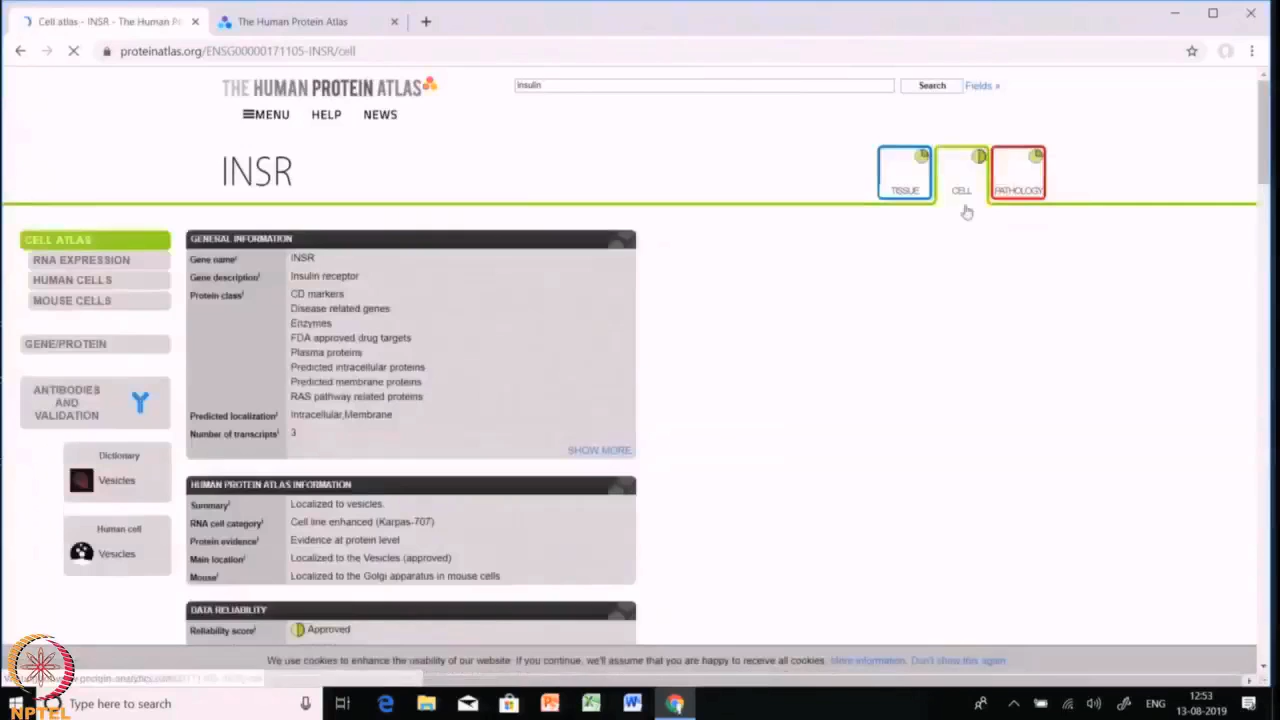 Cell atlas - INSR - The Human Pr
The Human Protein Atlas
proteinatlas.org/ENSG00000171105-INSR/cell
THE HUMAN PROTEIN ATLAS
insulin
Search
Fields »
MENU
HELP
NEWS
INSR
TISSUE
CELL
PATHOLOGY
CELL ATLAS
RNA EXPRESSION
HUMAN CELLS
MOUSE CELLS
GENE/PROTEIN
ANTIBODIES
AND
VALIDATION
Dictionary
Vesicles
Human cell
Vesicles
GENERAL INFORMATION
Gene name INSR
Gene description Insulin receptor
Protein class CD markers
Disease related genes
Enzymes
FDA approved drug targets
Plasma proteins
Predicted intracellular proteins
Predicted membrane proteins
RAS pathway related proteins
Predicted localization Intracellular,Membrane
Number of transcripts 3
SHOW MORE
HUMAN PROTEIN ATLAS INFORMATION
Summary Localized to vesicles.
RNA cell category Cell line enhanced (Karpas-707)
Protein evidence Evidence at protein level
Main location Localized to the Vesicles (approved)
Mouse Localized to the Golgi apparatus in mouse cells
DATA RELIABILITY
Reliability score Approved
We use cookies to enhance the usability of our website. If you continue, we'll assume that you are happy to receive all cookies. More information. Don't show this again
Type here to search
ENG
12:53
13-08-2019
NPTEL